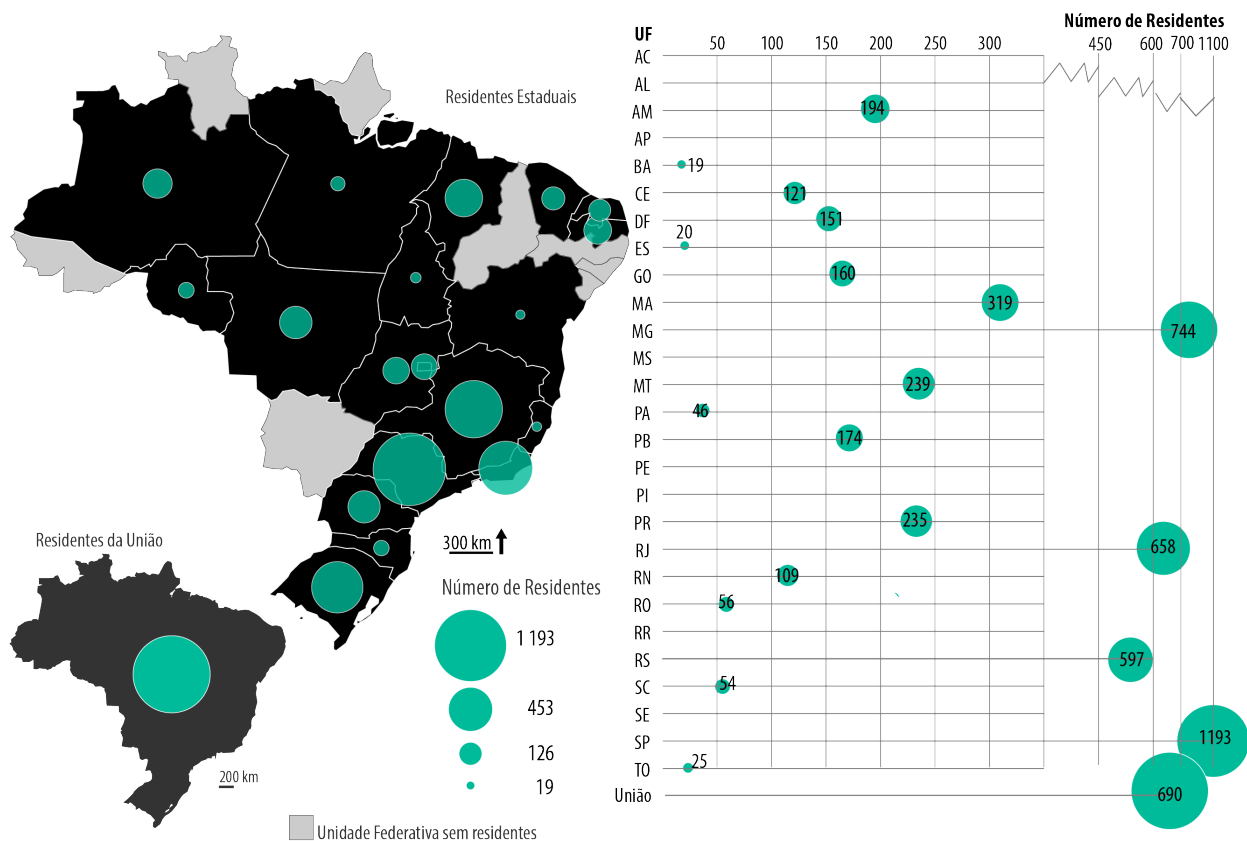 Residentes Estaduais
Residentes da União
200 km
300 km
Número de Residentes
1 193
453
126
19
Unidade Federativa sem residentes
Número de Residentes
UF
50 100 150 200 250 300 450 600 700 1100
AC
AL
AM 194
AP
BA 19
CE 121
DF 151
20
ES
GO 160
MA 319
MG 744
MS
MT 239
PA 46
PB 174
PE
PI
PR 235
RJ 658
RN 109
RO 56
RR
RS 597
SC 54
SE
SP 1193
TO 25
União 690